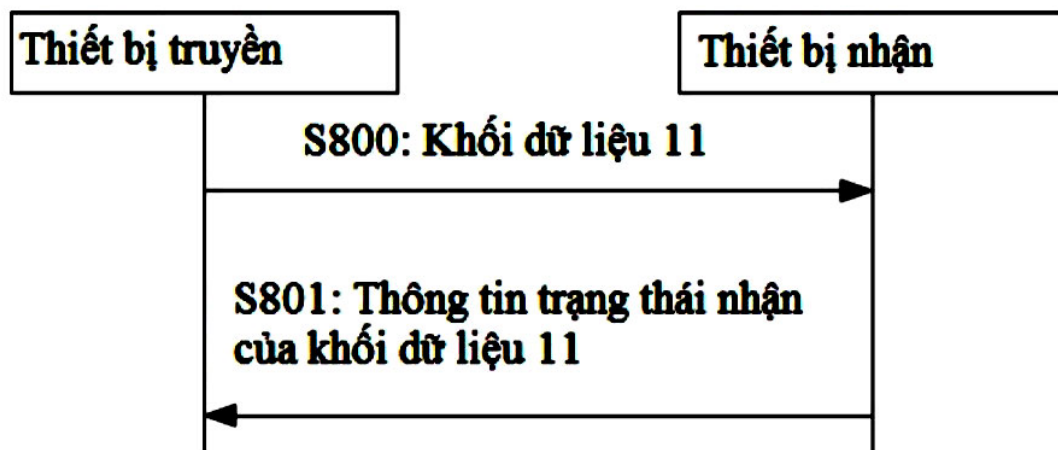 Thiết bị truyền
Thiết bị nhận
S800: Khối dữ liệu 11
S801: Thông tin trạng thái nhận
của khối dữ liệu 11